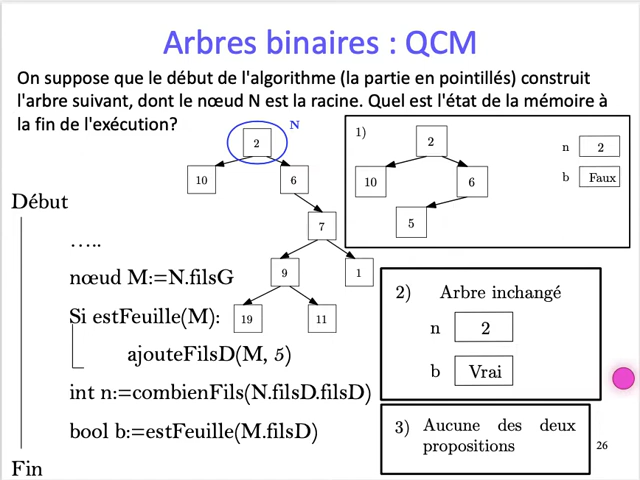 Arbres binaires : QCM
On suppose que le début de l'algorithme (la partie en pointillés) construit
l'arbre suivant, dont le nœud N est la racine. Quel est l'état de la mémoire à
la fin de l'exécution?
N
2
10
6
7
9
1
19
11
Début
.....
nœud M:=N.filsG
Si estFeuille(M):
ajouteFilsD(M, 5)
int n:=combienFils(N.filsD.filsD)
bool b:=estFeuille(M.filsD)
Fin
1)
2
10
6
5
n 2
b Faux
2) Arbre inchangé
n 2
b Vrai
3) Aucune des deux
propositions
26